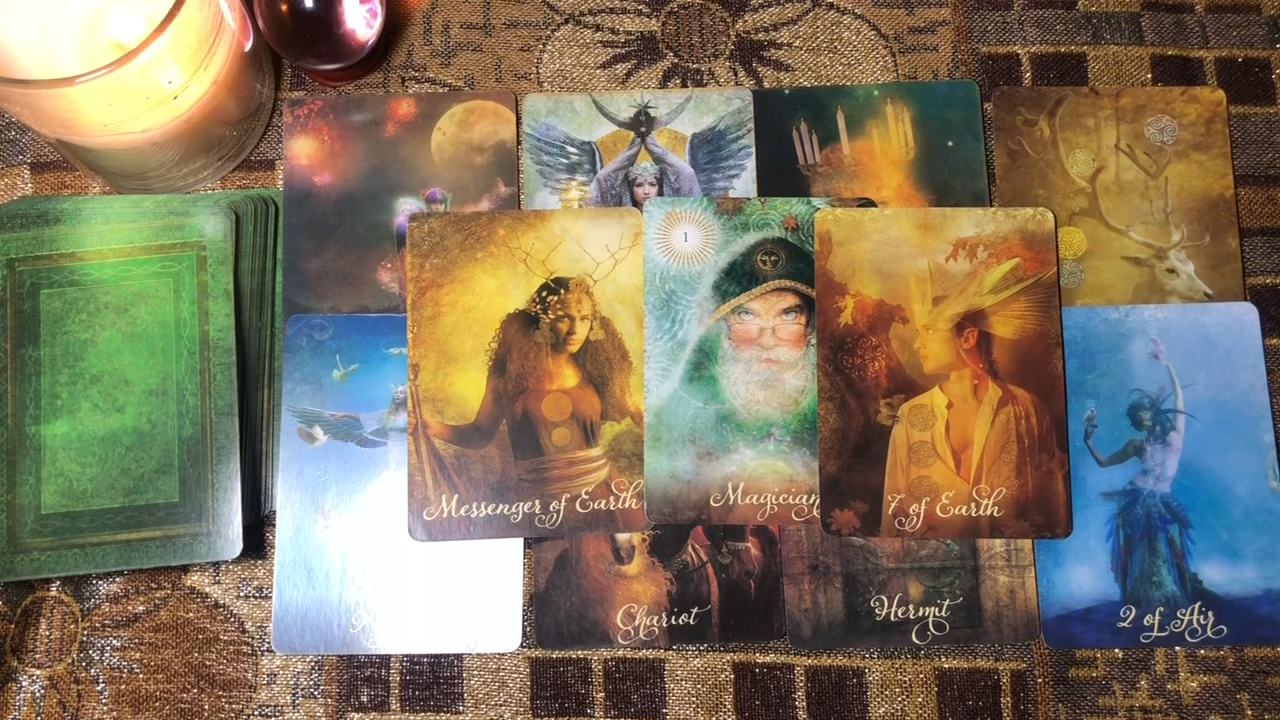 1
Messenger of Earth
Magician
7 of Earth
Chariot
Hermit
2 of Air